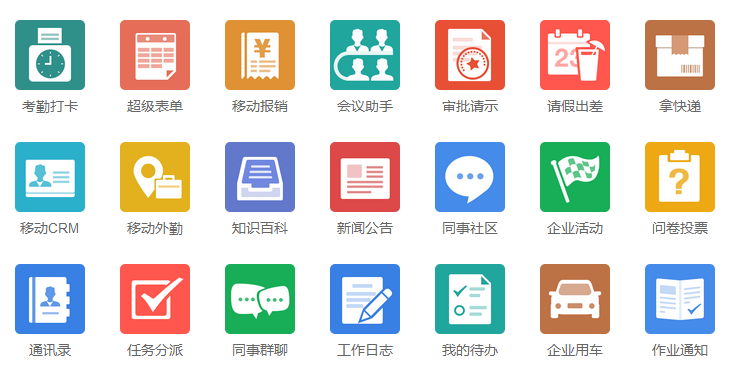 考勤打卡 超级表单 移动报销 会议助手 审批请示 请假出差 拿快递
23
移动CRM 移动外勤 知识百科 新闻公告 同事社区 企业活动 问卷投票
通讯录 任务分派 同事群聊 工作日志 我的待办 企业用车 作业通知